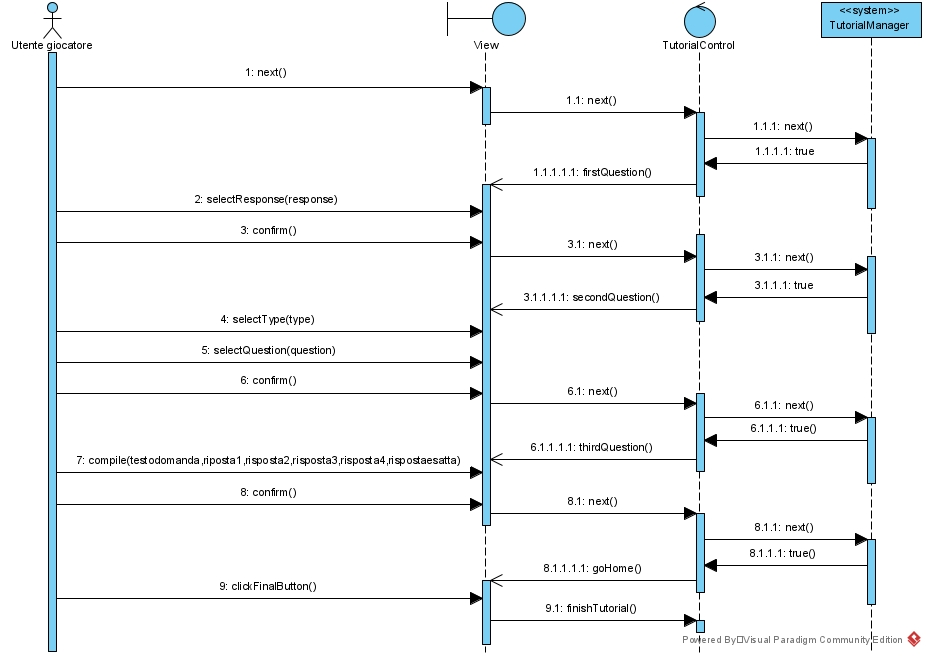 <<system>>
Utente giocatore
View
TutorialControl
TutorialManager
1: next()
1.1: next()
1.1.1: next()
1.1.1.1: true
1.1.1.1.1: firstQuestion()
2: selectResponse(response)
3: confirm()
3.1: next()
3.1.1: next()
3.1.1.1: true
3.1.1.1.1: secondQuestion()
4: selectType(type)
5: selectQuestion(question)
6: confirm()
6.1: next()
6.1.1: next()
6.1.1.1: true()
6.1.1.1.1: thirdQuestion()
7: compile(testodomanda,riposta1,risposta2,risposta3,risposta4,rispostaesatta)
8: confirm()
8.1: next()
8.1.1: next()
8.1.1.1: true()
8.1.1.1.1: goHome()
9: clickFinalButton()
9.1: finishTutorial()
Powered By Visual Paradigm Community Edition